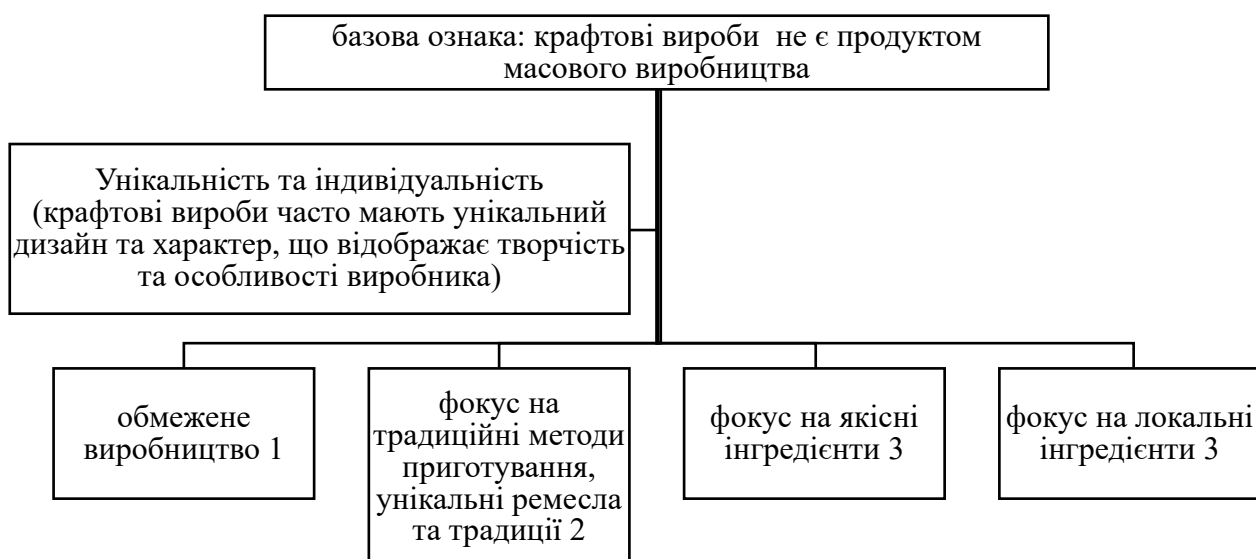 базова ознака: крафтові вироби не є продуктом
масового виробництва
Унікальність та індивідуальність
(крафтові вироби часто мають унікальний
дизайн та характер, що відображає творчість
та особливості виробника)
обмежене
виробництво 1
фокус на
традиційні методи
приготування,
унікальні ремесла
та традиції 2
фокус на якісні
інгредієнти 3
фокус на локальні
інгредієнти 3